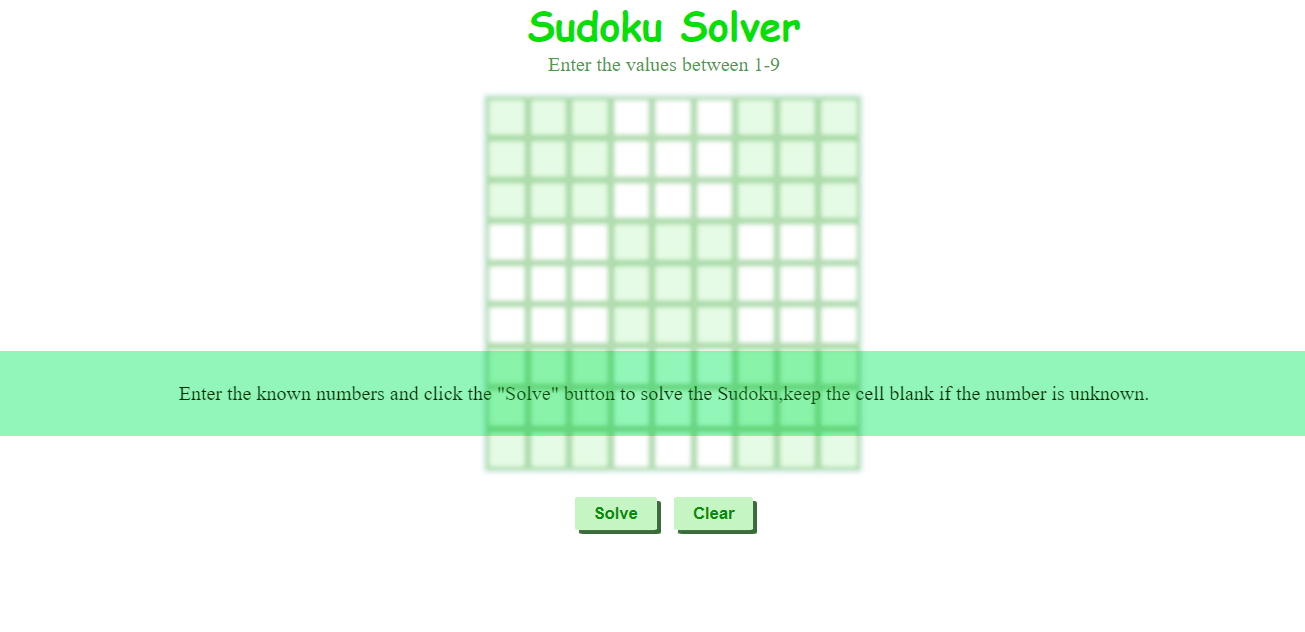 Sudoku Solver
Enter the values between 1-9
Enter the known numbers and click the "Solve" button to solve the Sudoku,keep the cell blank if the number is unknown.
Solve
Clear